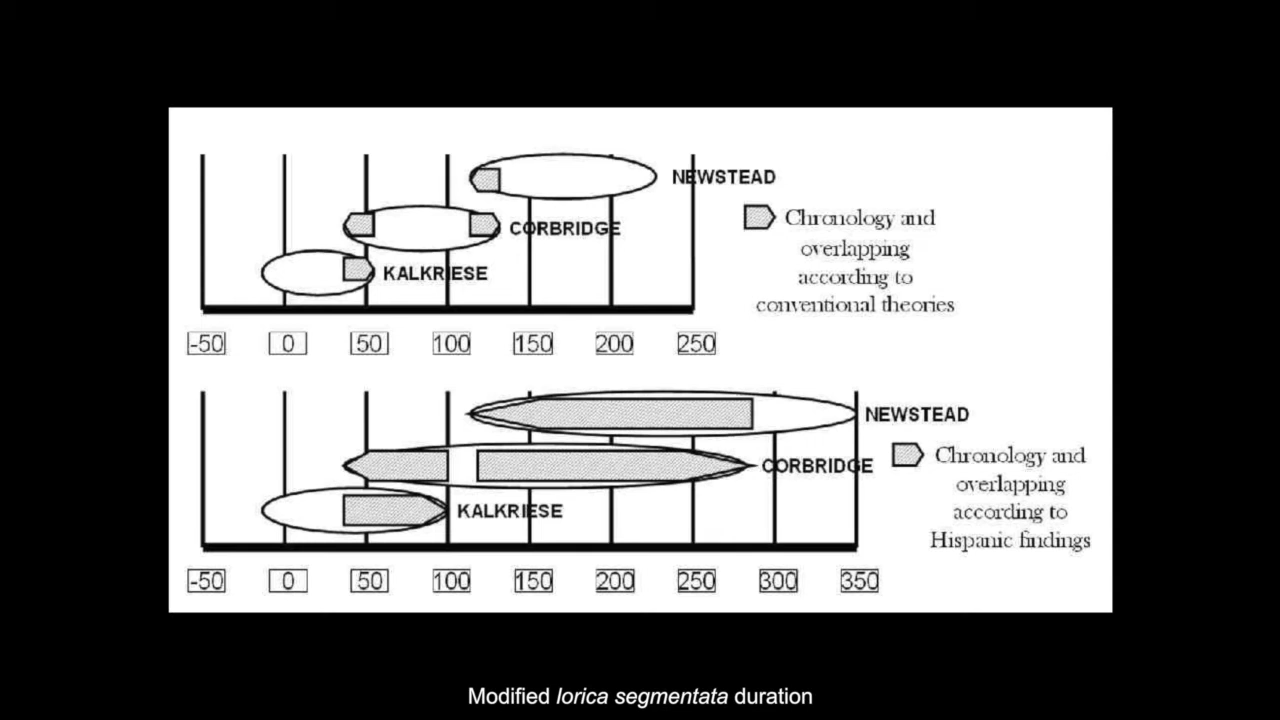 NEWSTEAD
CORBRIDGE
KALKRIESE
Chronology and
overlapping
according to
conventional theories
-50 0 50 100 150 200 250
NEWSTEAD
CORBRIDGE
KALKRIESE
Chronology and
overlapping
according to
Hispanic findings
-50 0 50 100 150 200 250 300 350
Modified lorica segmentata duration